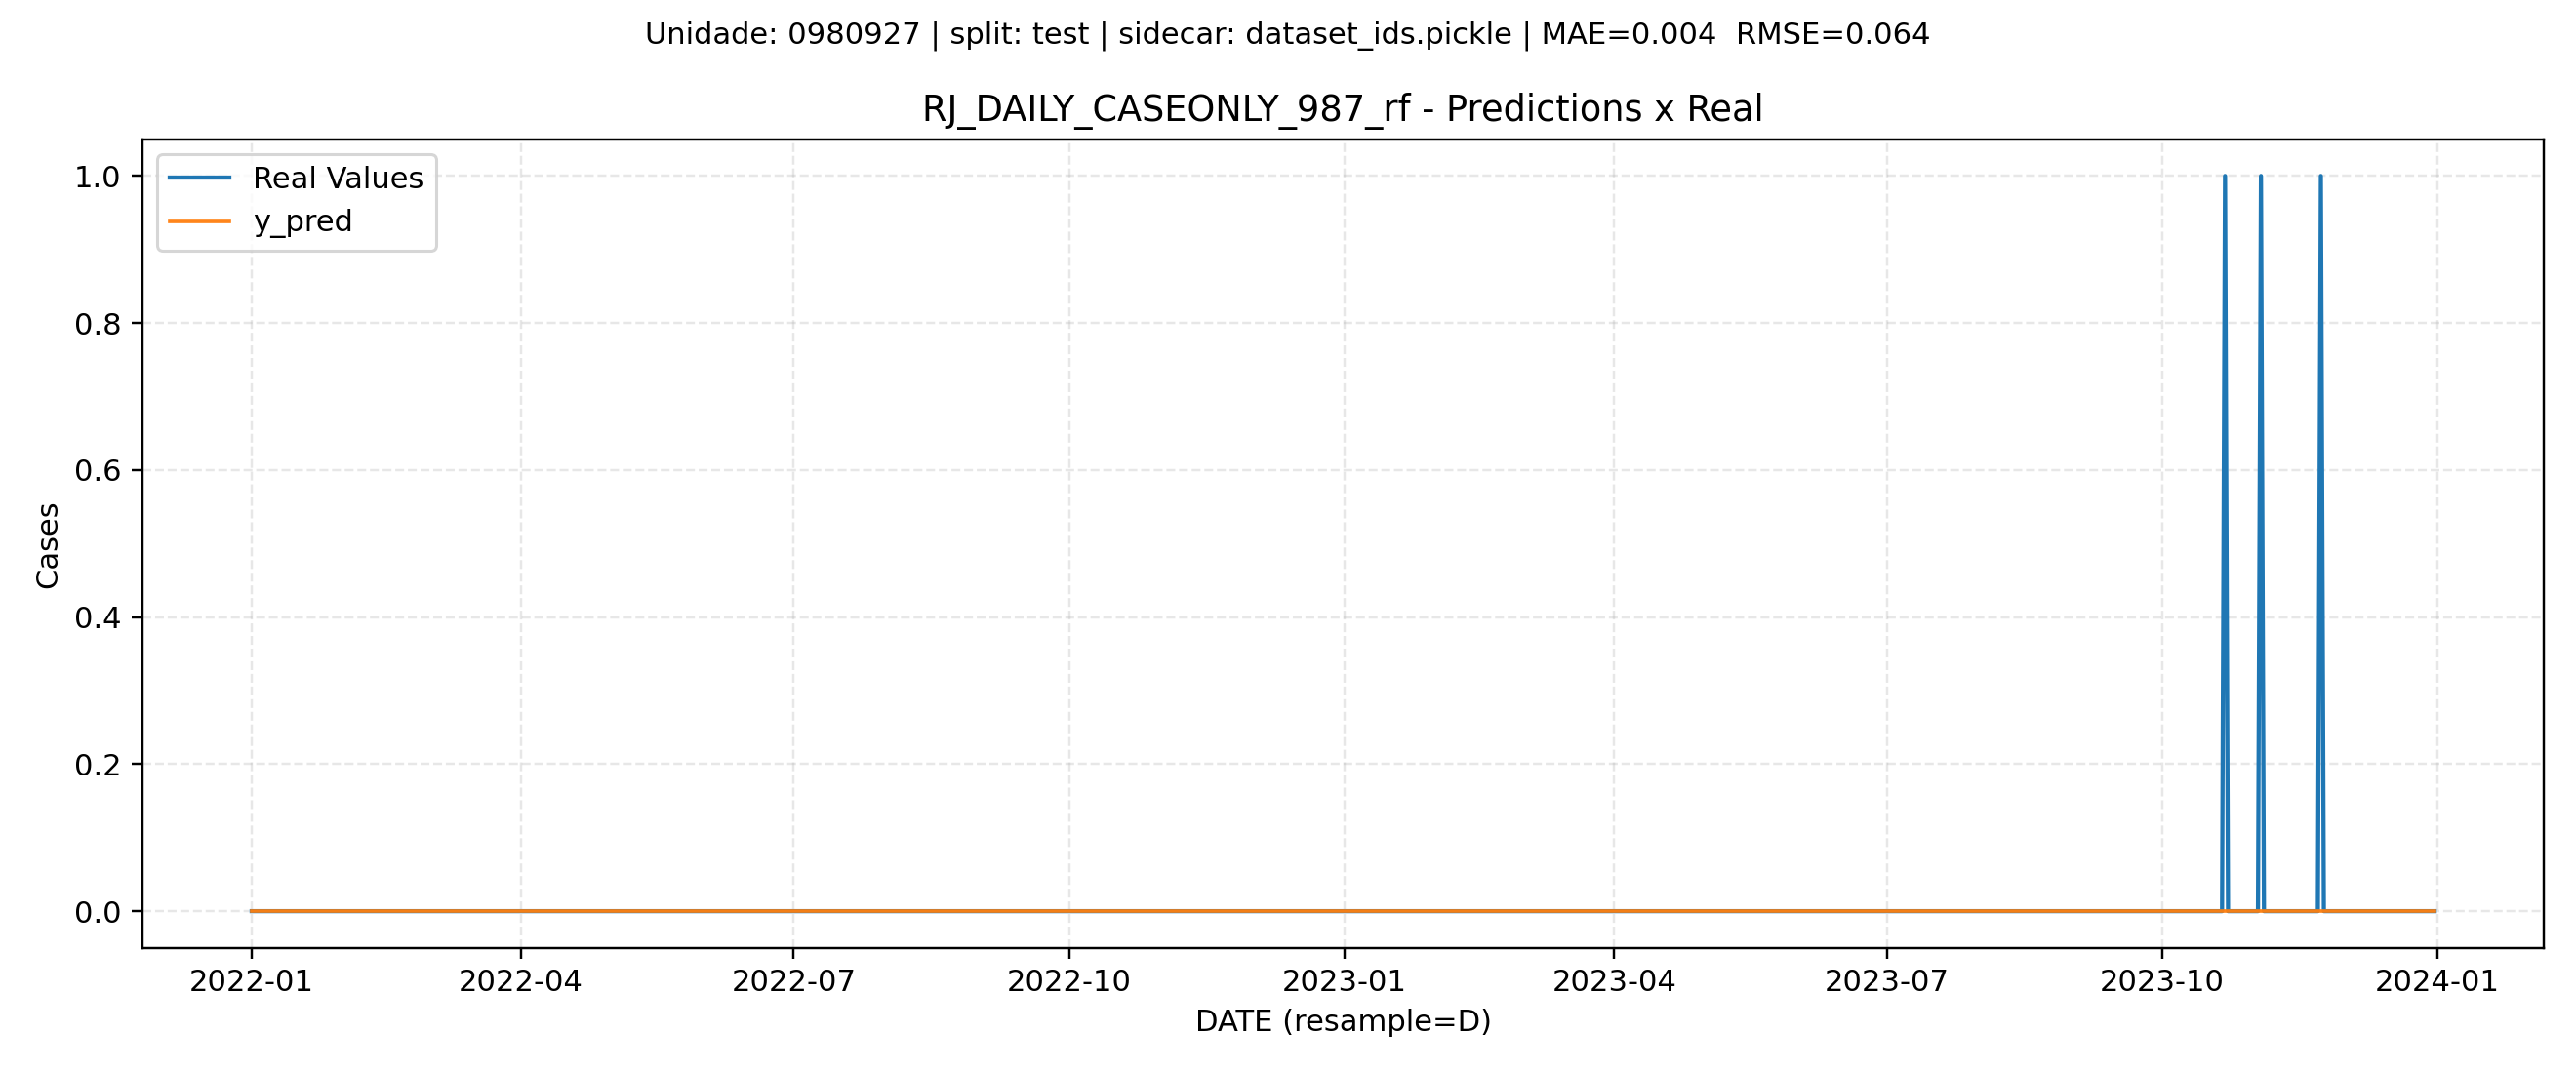 Unidade: 0980927 | split: test | sidecar: dataset_ids.pickle | MAE=0.004  RMSE=0.064
RJ_DAILY_CASEONLY_987_rf - Predictions x Real
Real Values
y_pred
1.0
0.8
0.6
0.4
0.2
0.0
Cases
2022-01 2022-04 2022-07 2022-10 2023-01 2023-04 2023-07 2023-10 2024-01
DATE (resample=D)